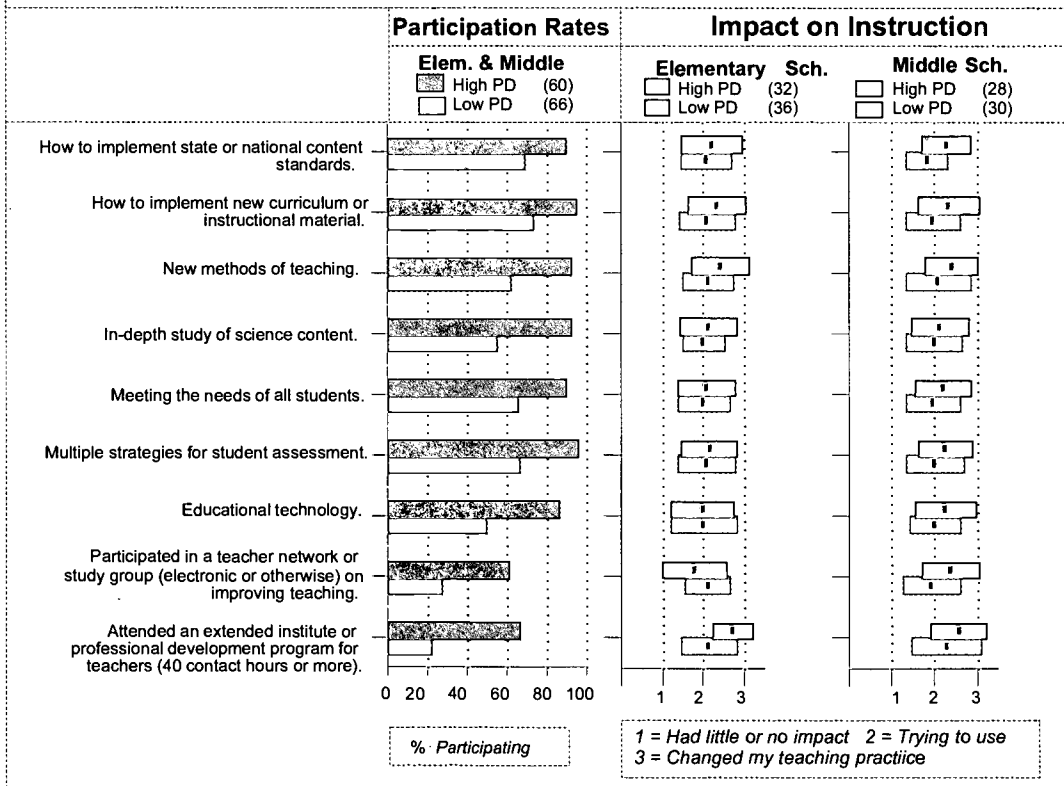 Participation Rates
Impact on Instruction
Elem. & Middle
High PD (60)
Low PD (66)
Elementary Sch.
High PD (32)
Low PD (36)
Middle Sch.
High PD (28)
Low PD (30)
How to implement state or national content
standards.
How to implement new curriculum or
instructional material.
New methods of teaching.
In-depth study of science content.
Meeting the needs of all students.
Multiple strategies for student assessment.
Educational technology.
Participated in a teacher network or
study group (electronic or otherwise) on
improving teaching.
Attended an extended institute or
professional development program for
teachers (40 contact hours or more).
0 20 40 60 80 100
1 2 3
1 2 3
% Participating
1 = Had little or no impact 2 = Trying to use
3 = Changed my teaching practiice